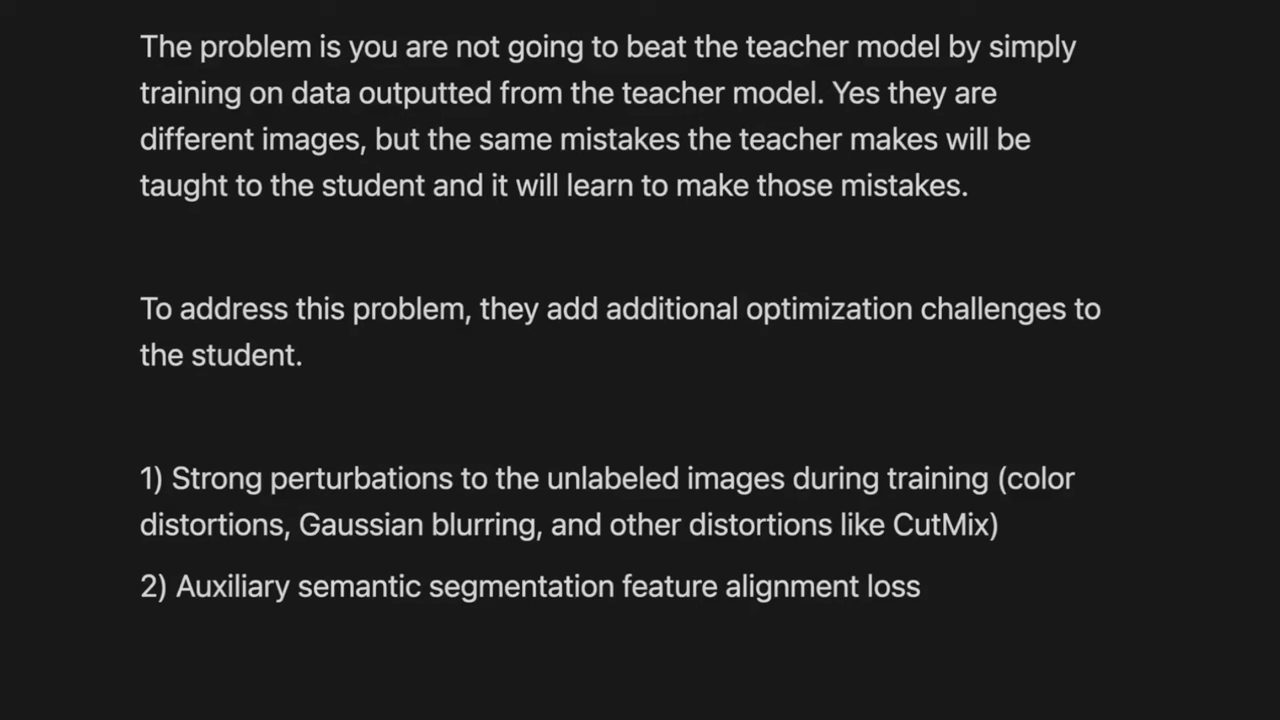 The problem is you are not going to beat the teacher model by simply
training on data outputted from the teacher model. Yes they are
different images, but the same mistakes the teacher makes will be
taught to the student and it will learn to make those mistakes.
To address this problem, they add additional optimization challenges to
the student.
1) Strong perturbations to the unlabeled images during training (color
distortions, Gaussian blurring, and other distortions like CutMix)
2) Auxiliary semantic segmentation feature alignment loss